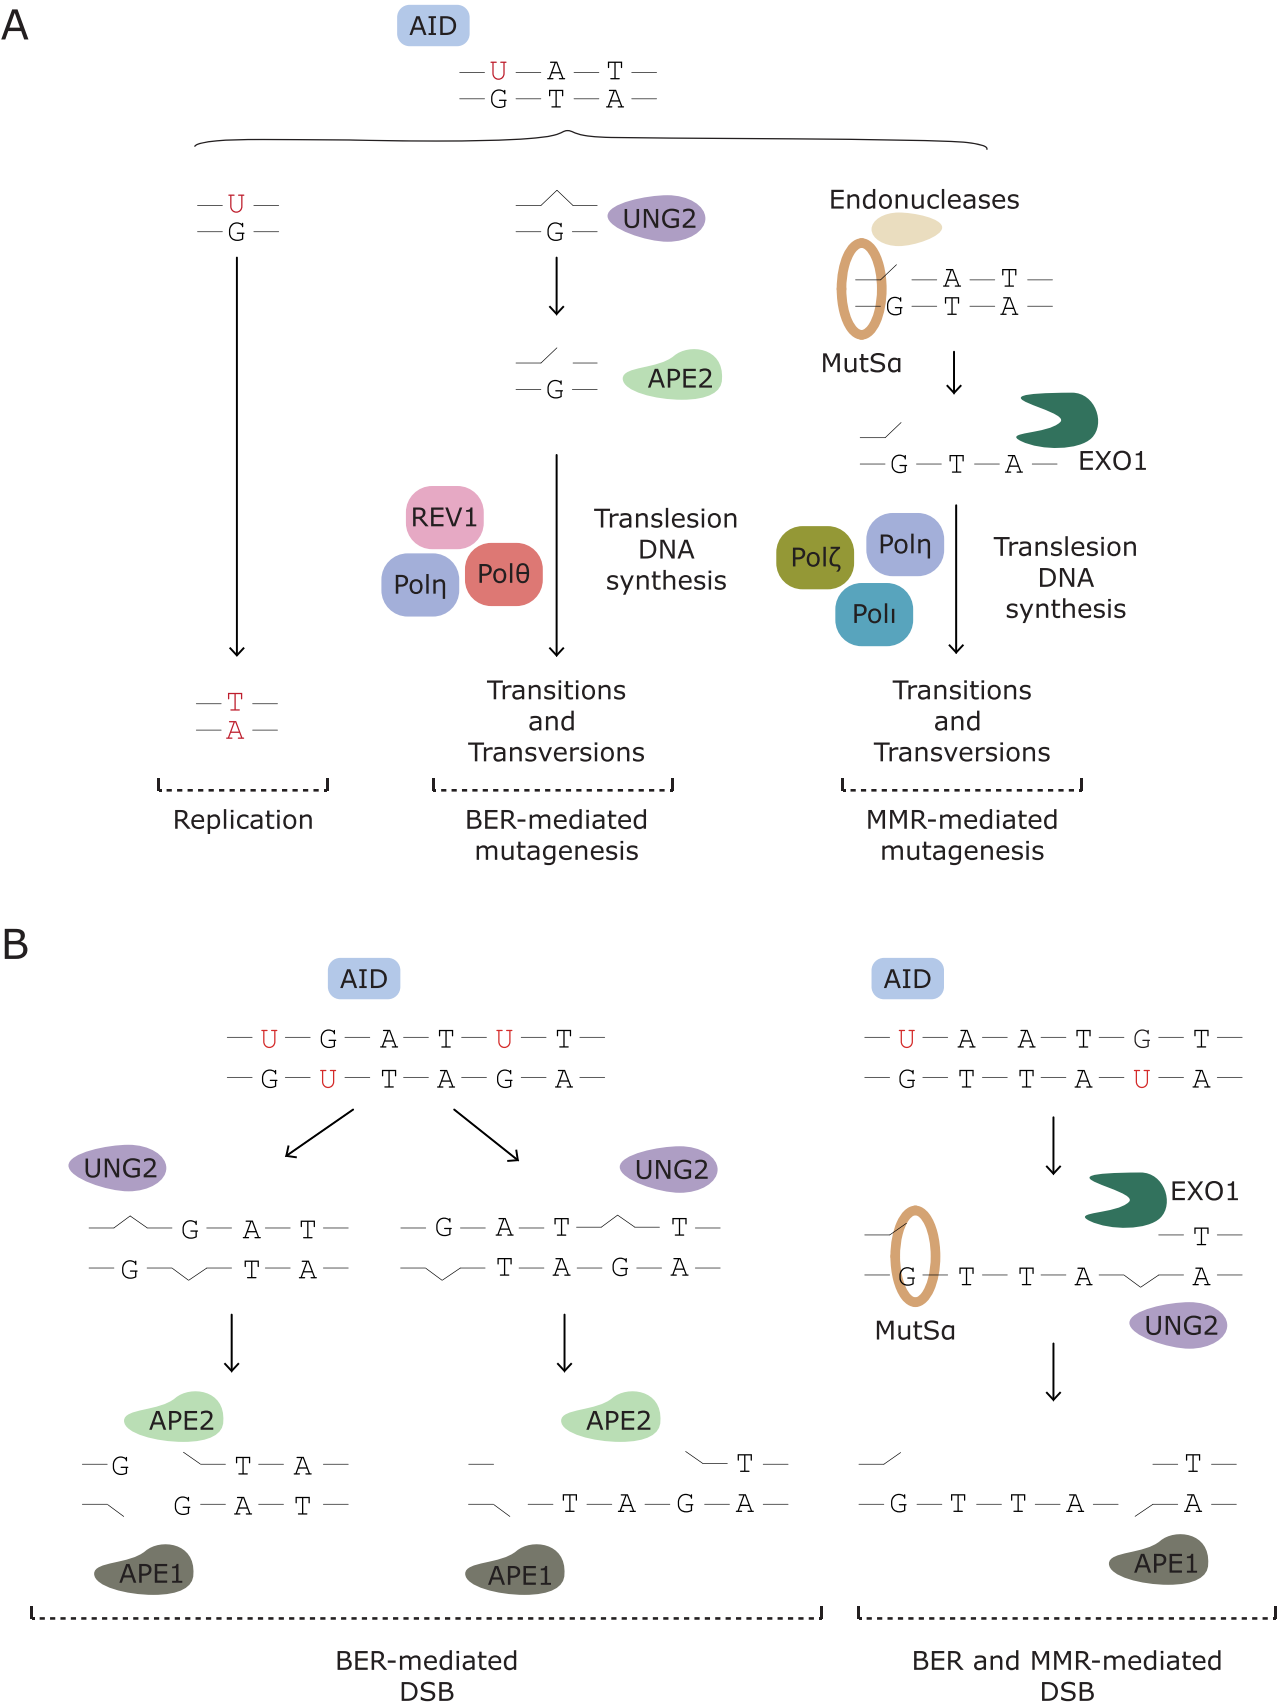 A
AID
U A T
G T A
U
G
G
UNG2
Endonucleases
A T
G T A
MutSα
G
APE2
G T A
EXO1
REV1
Polη
Polθ
Translesion
DNA
synthesis
Polζ
Polη
Polι
Translesion
DNA
synthesis
T
A
Transitions
and
Transversions
Transitions
and
Transversions
Replication
BER-mediated
mutagenesis
MMR-mediated
mutagenesis
B
AID
U G A T U T
G U T A G A
AID
U A A T G T
G T T A U A
UNG2
G A T
G T A
UNG2
G A T T
T A G A
EXO1
T
G T T A A
MutSα
UNG2
APE2
G T A
G A T
APE1
APE2
T
T A G A
APE1
T
G T T A A
APE1
BER-mediated
DSB
BER and MMR-mediated
DSB